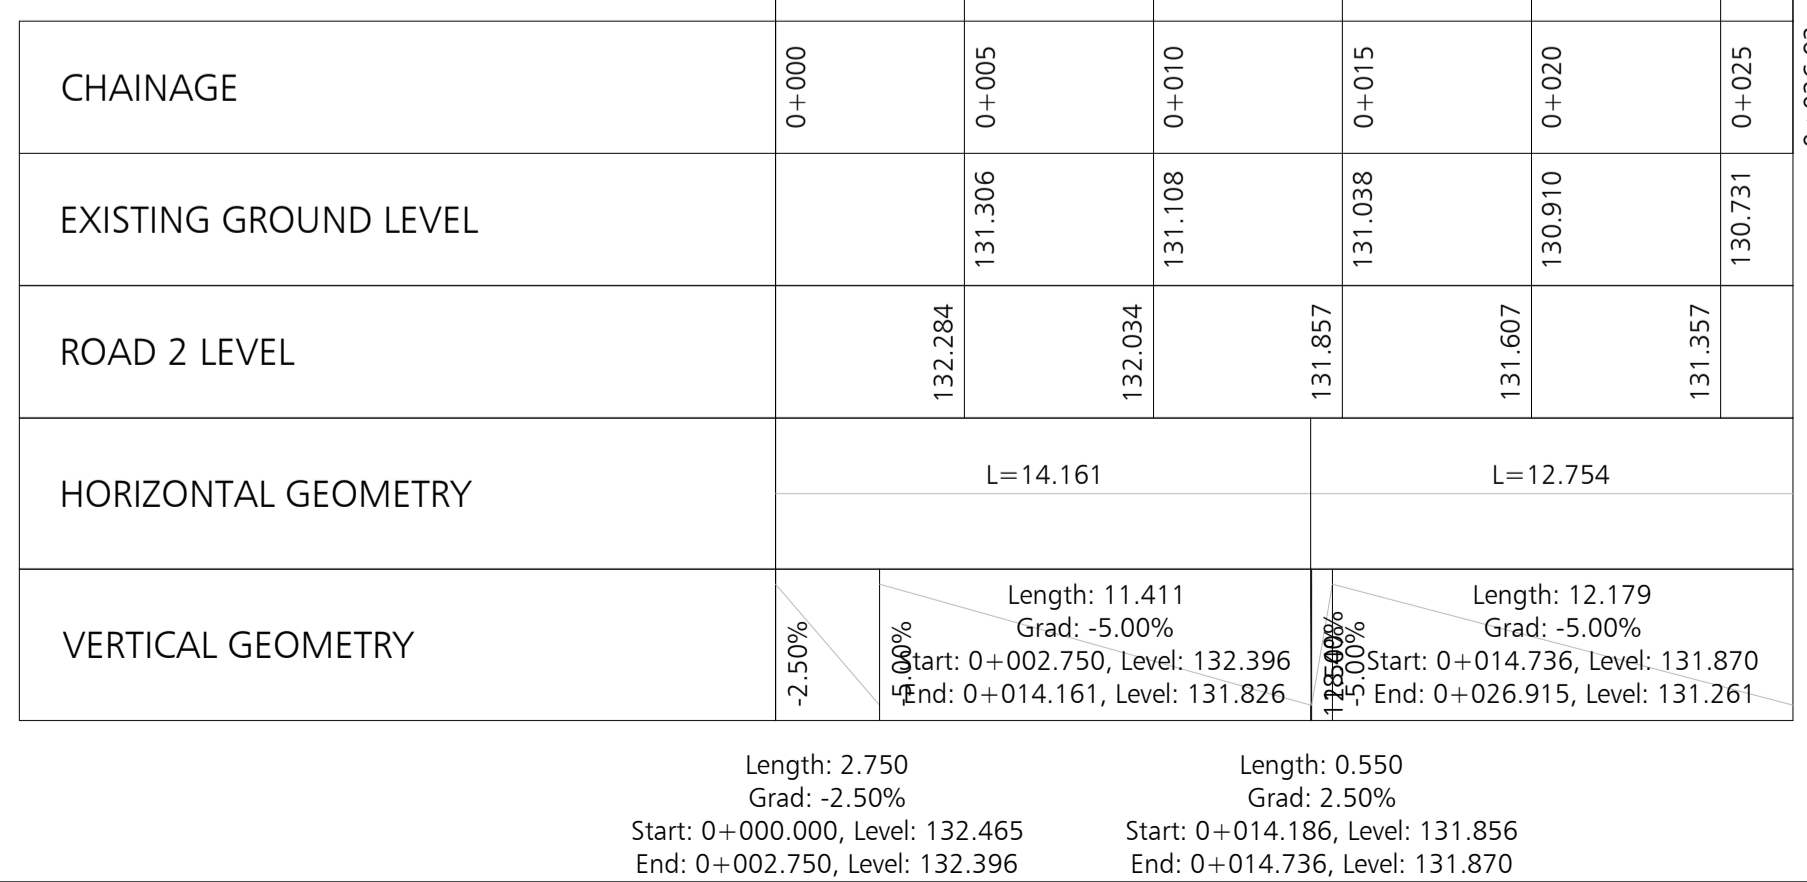 CHAINAGE
0+000
0+005
0+010
0+015
0+020
0+025
EXISTING GROUND LEVEL
131.306
131.108
131.038
130.910
130.731
ROAD 2 LEVEL
132.284
132.034
131.857
131.607
131.357
HORIZONTAL GEOMETRY
L=14.161
L=12.754
VERTICAL GEOMETRY
-2.50%
-5.00%
Length: 11.411
Grad: -5.00%
Start: 0+002.750, Level: 132.396
End: 0+014.161, Level: 131.826
-5.00%
Length: 12.179
Grad: -5.00%
Start: 0+014.736, Level: 131.870
End: 0+026.915, Level: 131.261
Length: 2.750
Grad: -2.50%
Start: 0+000.000, Level: 132.465
End: 0+002.750, Level: 132.396
Length: 0.550
Grad: 2.50%
Start: 0+014.186, Level: 131.856
End: 0+014.736, Level: 131.870